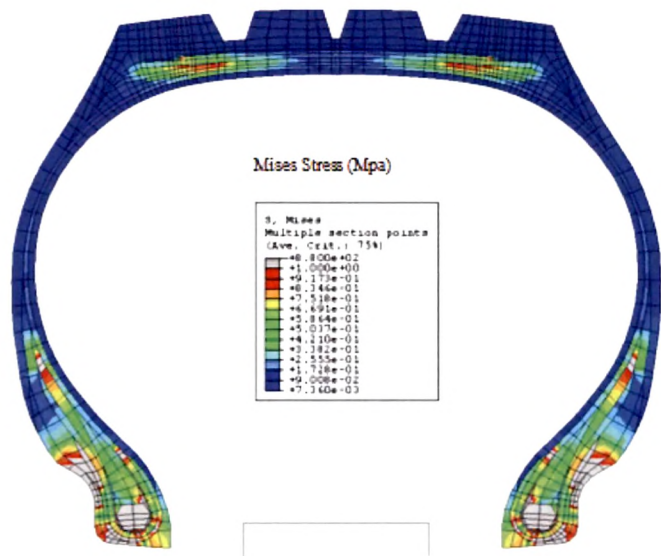 Mises Stress (Mpa)
S, Mises
Multiple section points
(Ave. Crit.: 75%)
+8.800e+02
+1.000e+00
+9.173e-01
+8.346e-01
+7.518e-01
+6.691e-01
+5.864e-01
+5.037e-01
+4.210e-01
+3.382e-01
+2.555e-01
+1.728e-01
+9.008e-02
+7.360e-03